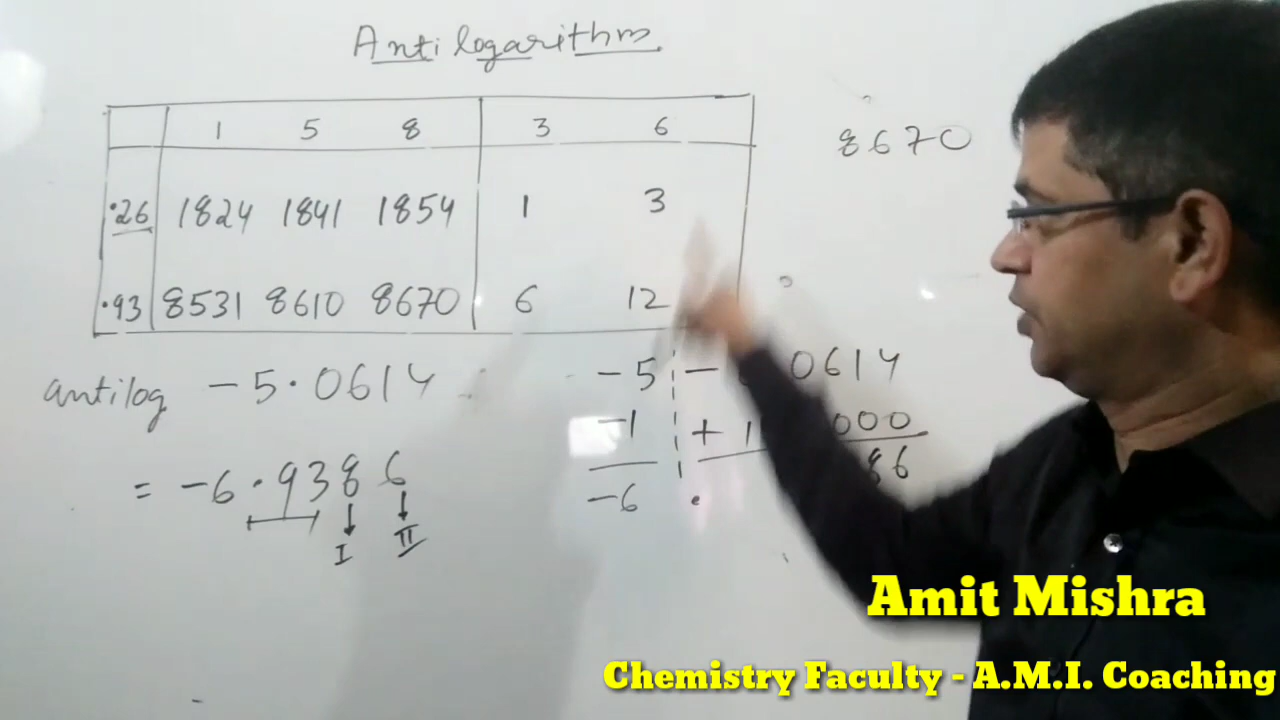 Antilogarithm
1 5 8 3 6
8670
.26 1824 1841 1854 1 3
.93 8531 8610 8670 6 12
antilog -5.0614
-5 - 0614
-1 + 1 000
= -6.9386
86
-6 .
I II
Amit Mishra
Chemistry Faculty - A.M.I. Coaching